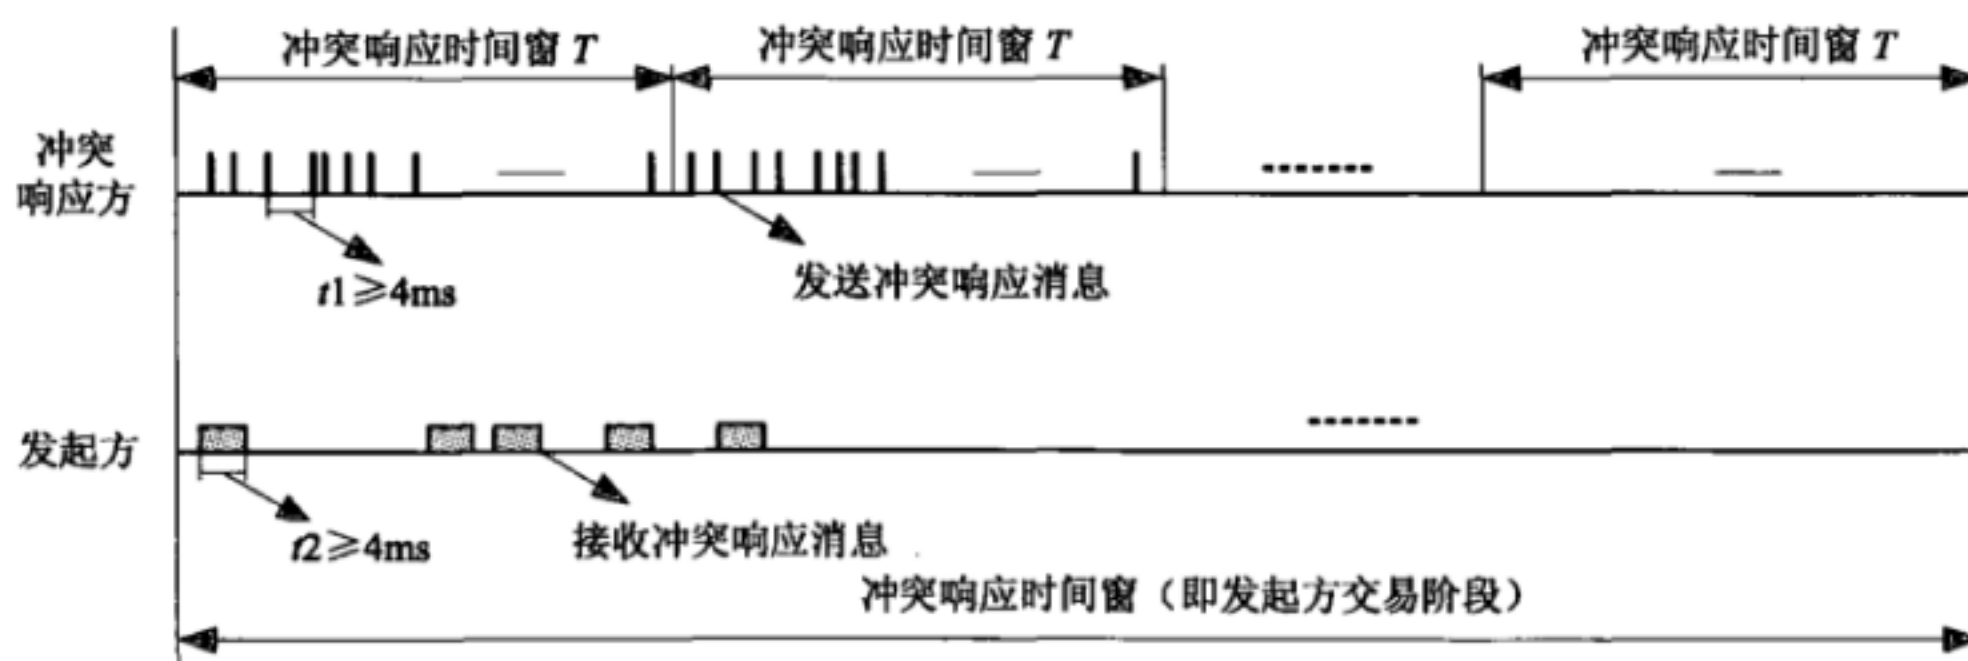 冲突响应时间窗 T
冲突响应时间窗 T
冲突响应时间窗 T
冲突
响应方
t1≥4ms
发送冲突响应消息
发起方
t2≥4ms
接收冲突响应消息
冲突响应时间窗（即发起方交易阶段）